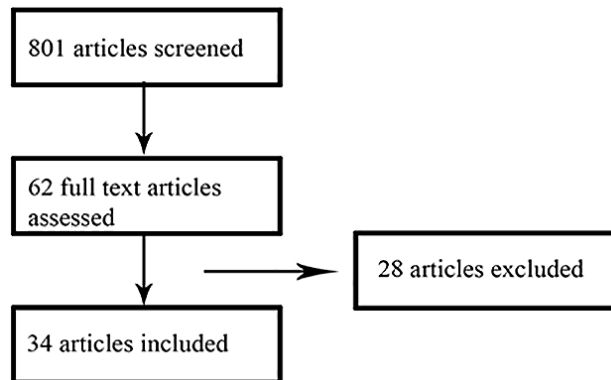 801 articles screened
62 full text articles
assessed
28 articles excluded
34 articles included